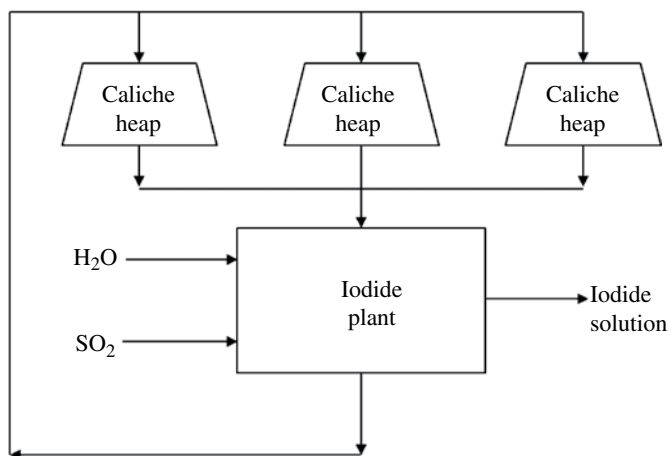 Caliche
heap
Caliche
heap
Caliche
heap
H₂O
Iodide
plant
Iodide
solution
SO₂